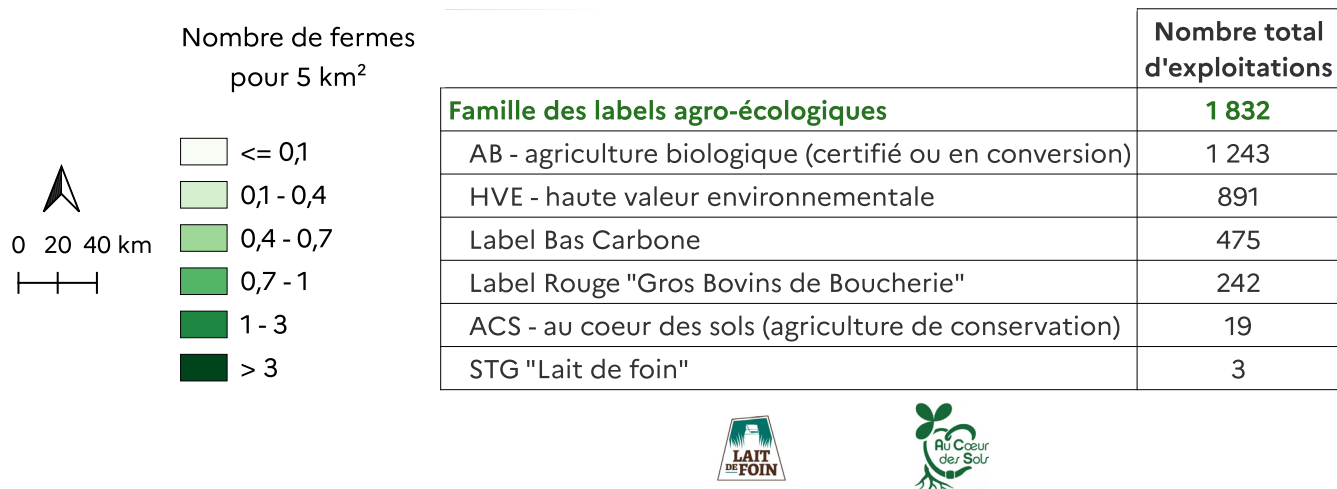 Nombre de fermes
pour 5 km²
<= 0,1
0,1 - 0,4
0,4 - 0,7
0,7 - 1
1 - 3
> 3
0 20 40 km
Nombre total
d'exploitations
Famille des labels agro-écologiques 1 832
AB - agriculture biologique (certifié ou en conversion) 1 243
HVE - haute valeur environnementale 891
Label Bas Carbone 475
Label Rouge "Gros Bovins de Boucherie" 242
ACS - au coeur des sols (agriculture de conservation) 19
STG "Lait de foin" 3
LAIT
DE FOIN
Au Cœur
des Sols